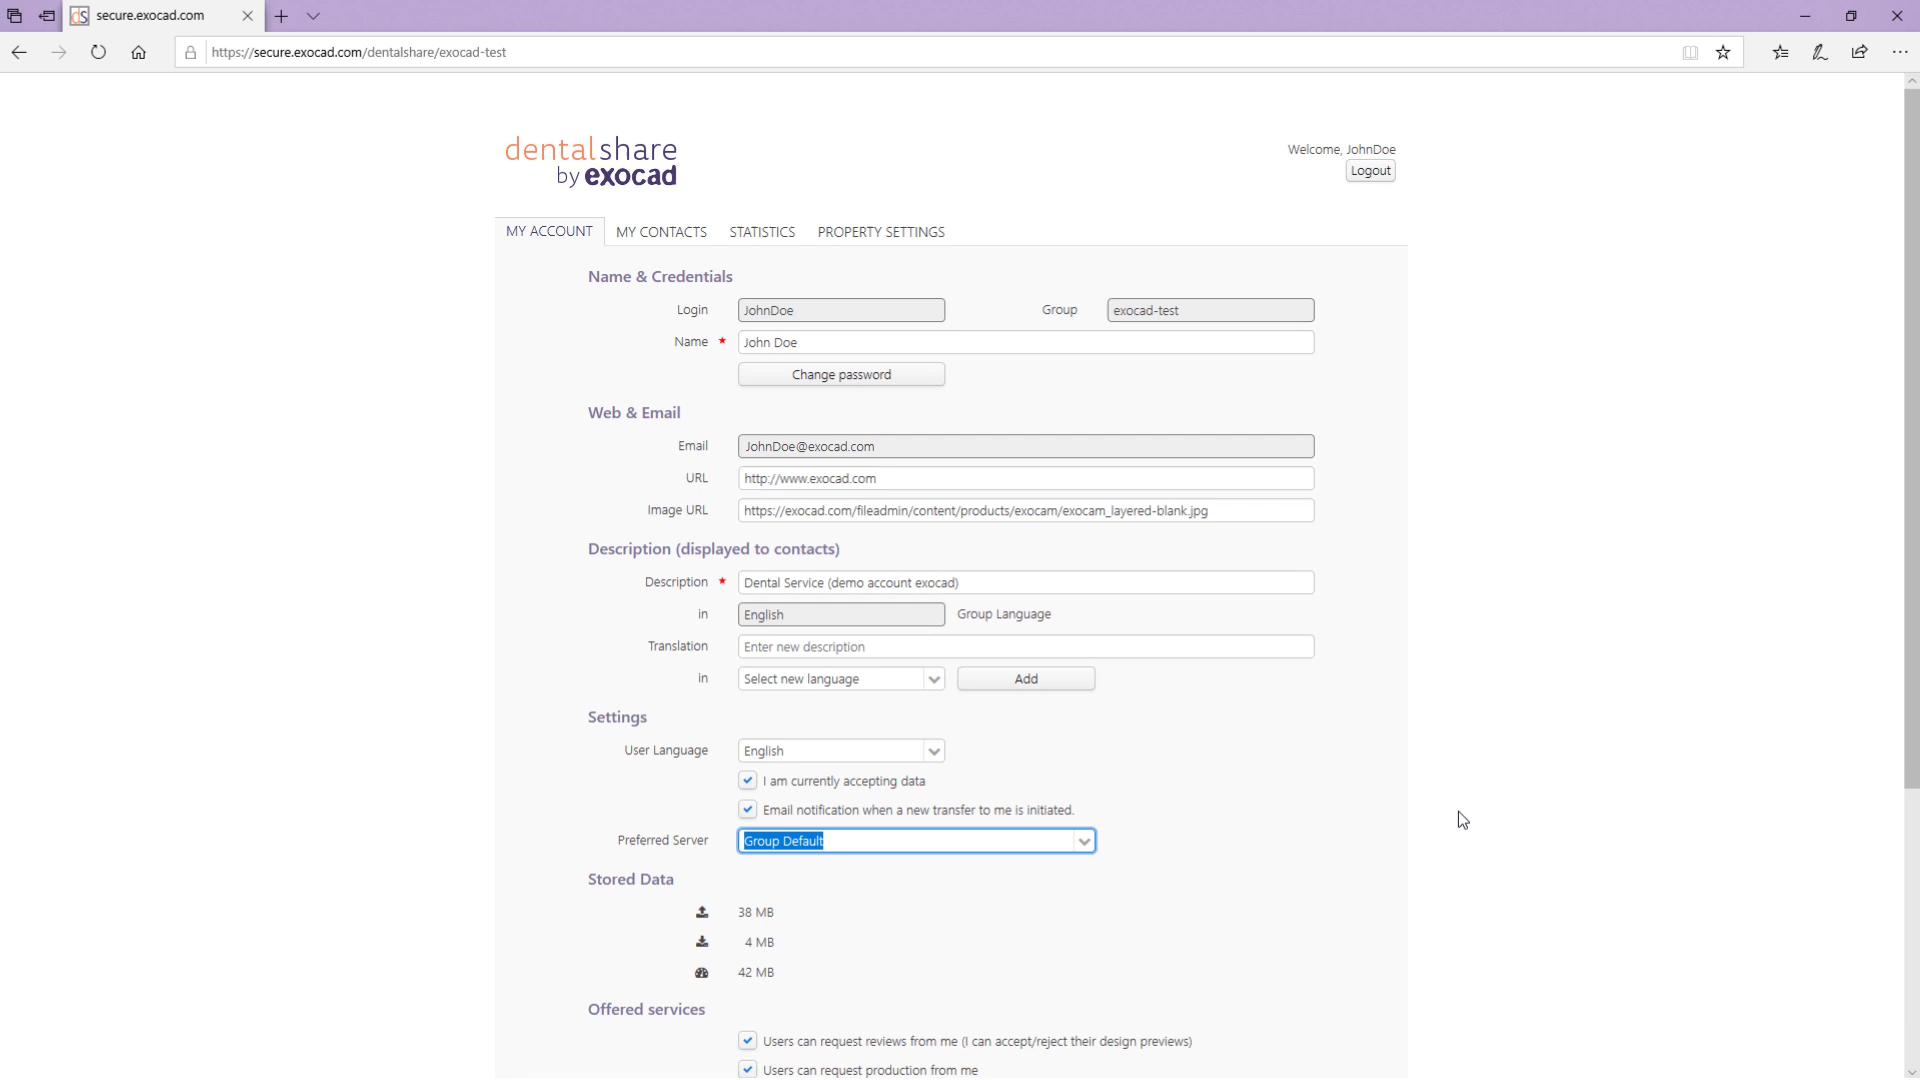 dS secure.exocad.com
https://secure.exocad.com/dentalshare/exocad-test
dentalshare
by exocad
Welcome, JohnDoe
Logout
MY ACCOUNT MY CONTACTS STATISTICS PROPERTY SETTINGS
Name & Credentials
Login JohnDoe Group exocad-test
Name * John Doe
Change password
Web & Email
Email JohnDoe@exocad.com
URL http://www.exocad.com
Image URL https://exocad.com/fileadmin/content/products/exocam/exocam_layered-blank.jpg
Description (displayed to contacts)
Description * Dental Service (demo account exocad)
in English Group Language
Translation Enter new description
in Select new language Add
Settings
User Language English
I am currently accepting data
Email notification when a new transfer to me is initiated.
Preferred Server Group Default
Stored Data
38 MB
4 MB
42 MB
Offered services
Users can request reviews from me (I can accept/reject their design previews)
Users can request production from me